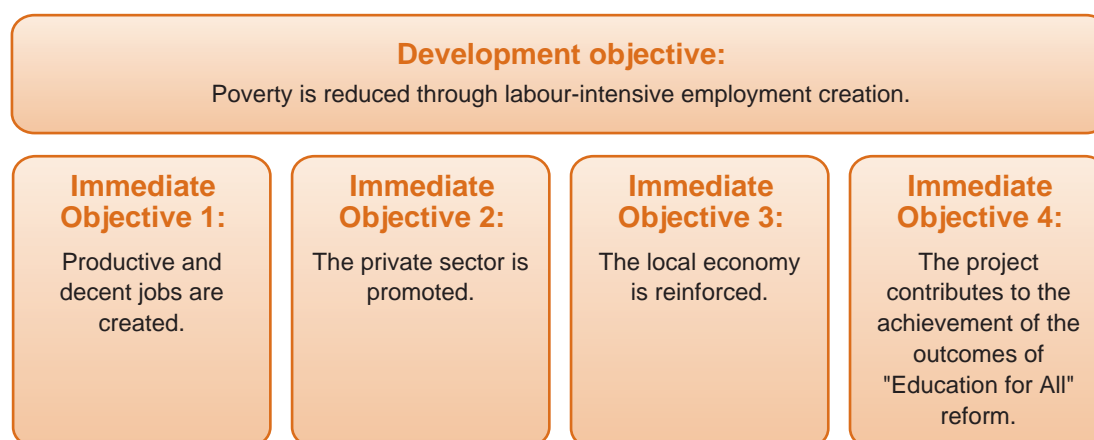 Development objective:
Poverty is reduced through labour-intensive employment creation.
Immediate
Objective 1:
Productive and
decent jobs are
created.
Immediate
Objective 2:
The private sector is
promoted.
Immediate
Objective 3:
The local economy
is reinforced.
Immediate
Objective 4:
The project
contributes to the
achievement of the
outcomes of
"Education for All"
reform.